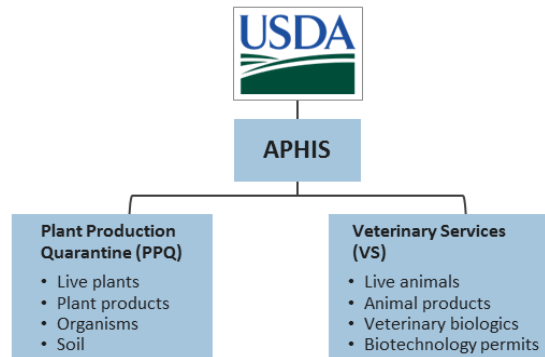 USDA
APHIS
Plant Production
Quarantine (PPQ)
• Live plants
• Plant products
• Organisms
• Soil
Veterinary Services
(VS)
• Live animals
• Animal products
• Veterinary biologics
• Biotechnology permits